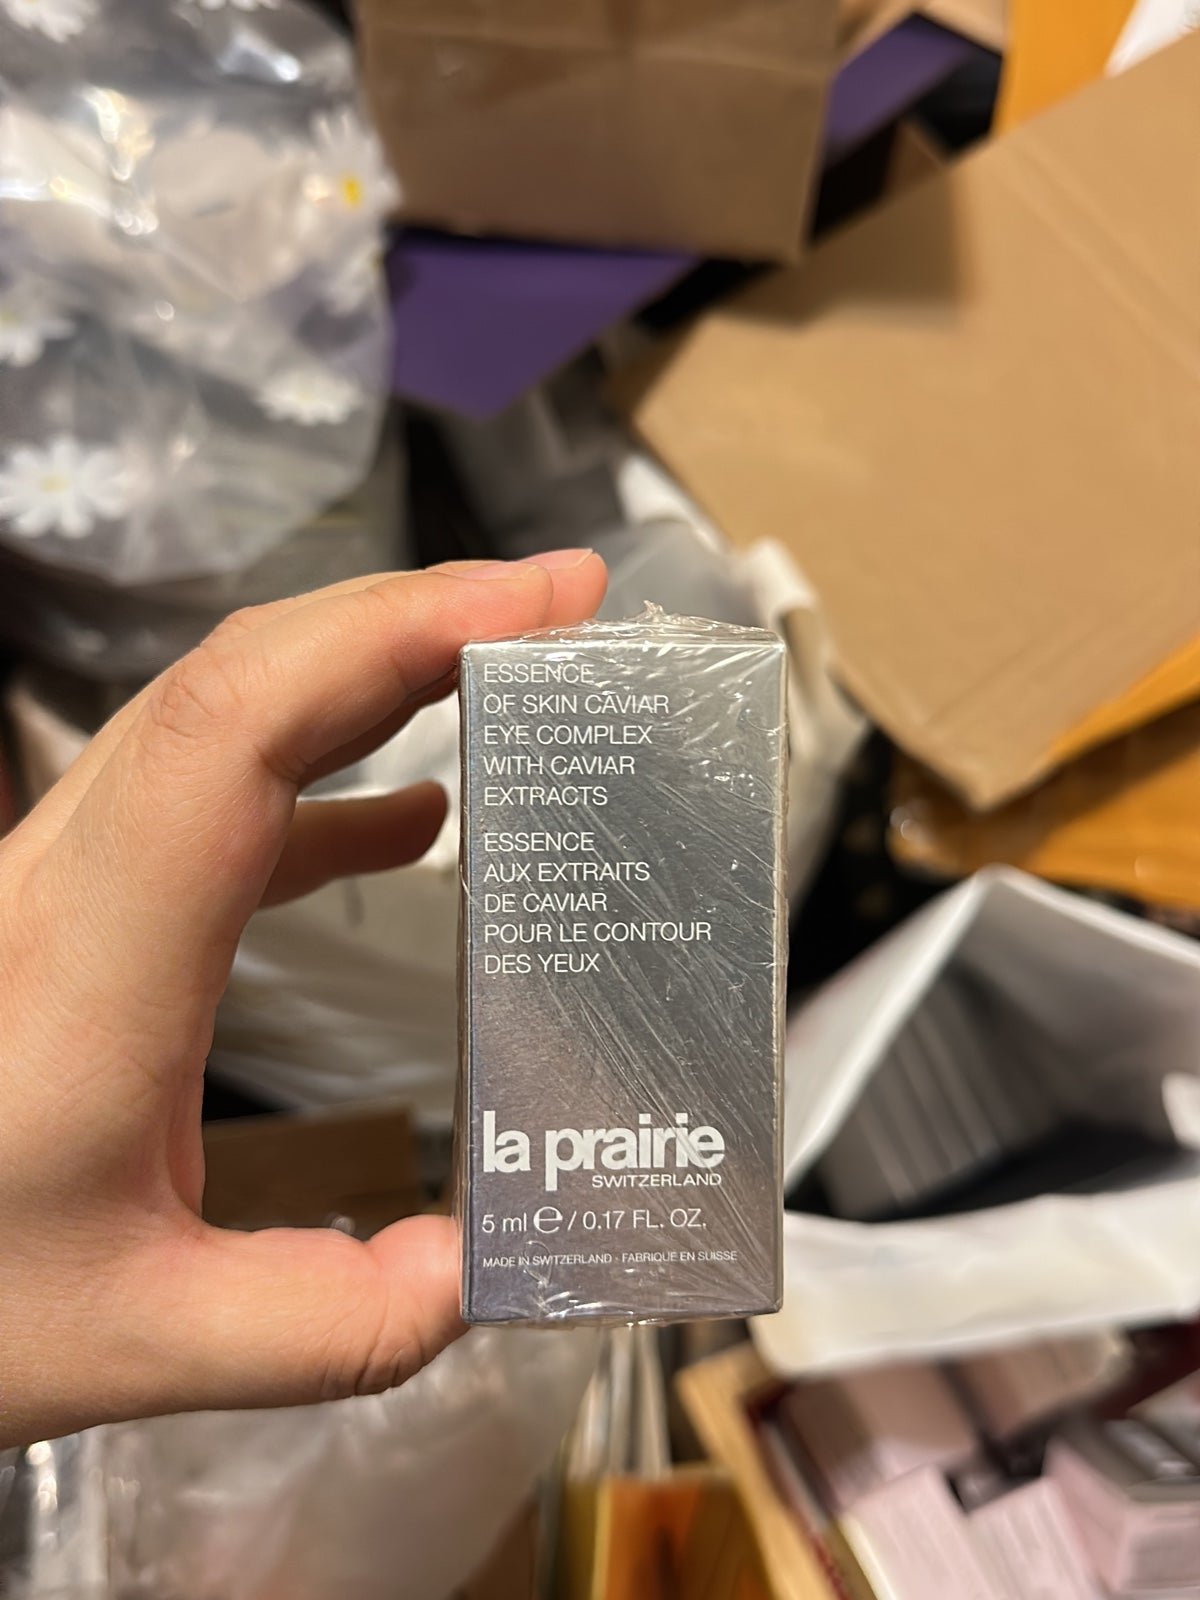 ESSENCE
OF SKIN CAVIAR
EYE COMPLEX
WITH CAVIAR
EXTRACTS
ESSENCE
AUX EXTRAITS
DE CAVIAR
POUR LE CONTOUR
DES YEUX
la prairie
SWITZERLAND
5 ml ℮ / 0.17 FL. OZ.
MADE IN SWITZERLAND - FABRIQUE EN SUISSE